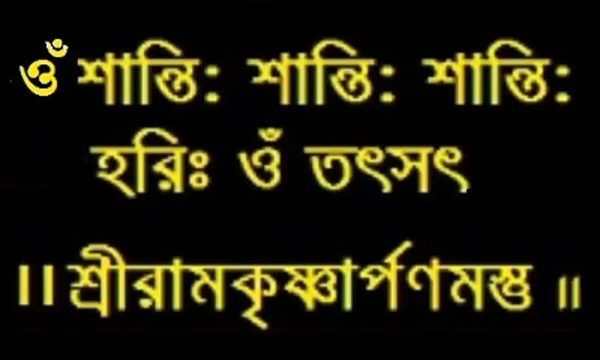 ওঁ শান্তি: শান্তি: শান্তি:
হরিঃ ওঁ তৎসৎ
।। শ্রীরামকৃষ্ণার্পণমস্তু ॥